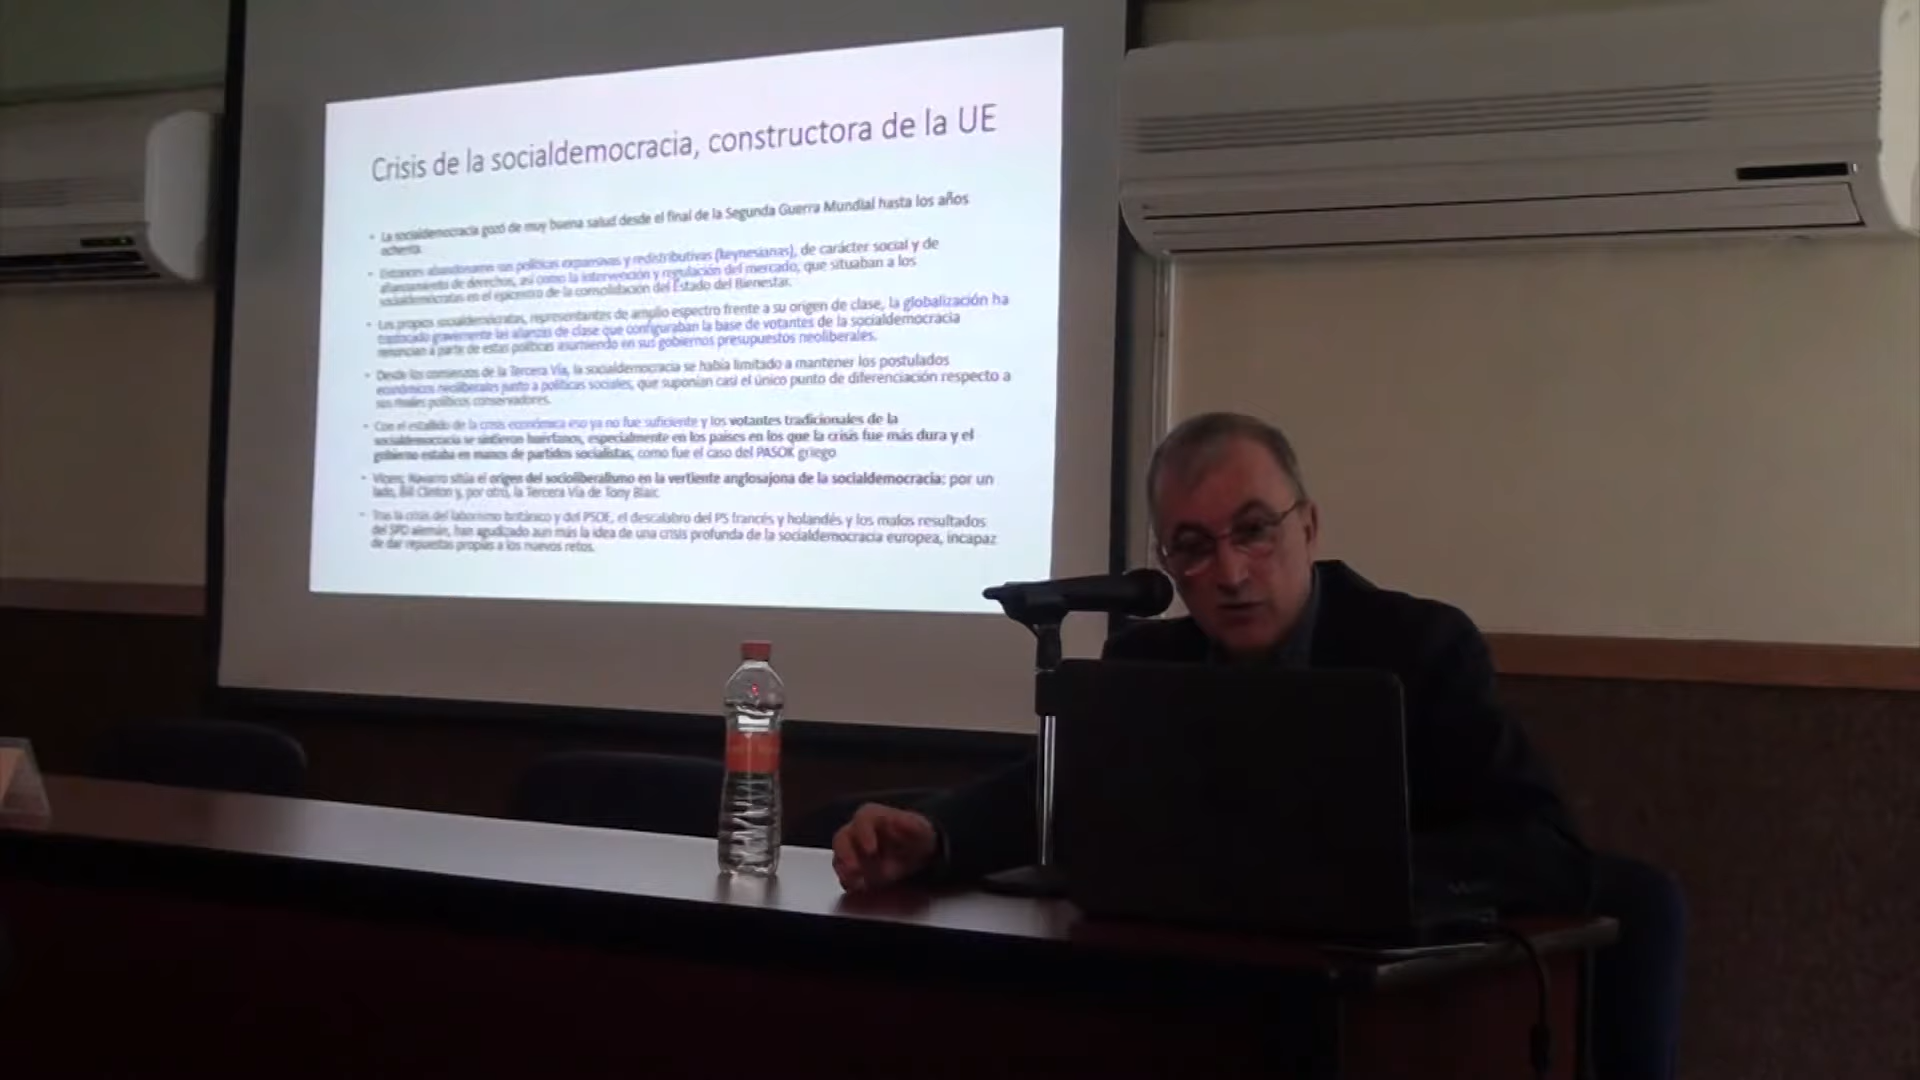 Crisis de la socialdemocracia, constructora de la UE
• La socialdemocracia gozó de muy buena salud desde el final de la Segunda Guerra Mundial hasta los años
ochenta.
• Entonces abandonaron sus políticas expansivas y redistributivas (keynesianas), de carácter social y de
afianzamiento de derechos, así como la intervención y regulación del mercado, que situaban a los
socialdemócratas en el epicentro de la consolidación del Estado del Bienestar.
• Los propios socialdemócratas, representantes de amplio espectro frente a su origen de clase, la globalización ha
trastocado gravemente las alianzas de clase que configuraban la base de votantes de la socialdemocracia
renuncian a parte de estas políticas asumiendo en sus gobiernos presupuestos neoliberales.
• Desde los comienzos de la Tercera Vía, la socialdemocracia se había limitado a mantener los postulados
económicos neoliberales junto a políticas sociales, que suponían casi el único punto de diferenciación respecto a
sus rivales políticos conservadores.
• Con el estallido de la crisis económica eso ya no fue suficiente y los votantes tradicionales de la
socialdemocracia se sintieron huérfanos, especialmente en los países en los que la crisis fue más dura y el
gobierno estaba en manos de partidos socialistas, como fue el caso del PASOK griego
• Vicenç Navarro sitúa el origen del socioliberalismo en la vertiente anglosajona de la socialdemocracia: por un
lado, Bill Clinton y, por otro, la Tercera Vía de Tony Blair.
• Tras la crisis del laborismo británico y del PSOE, el descalabro del PS francés y holandés y los malos resultados
del SPD alemán, han agudizado aun más la idea de una crisis profunda de la socialdemocracia europea, incapaz
de dar repuestas propias a los nuevos retos.